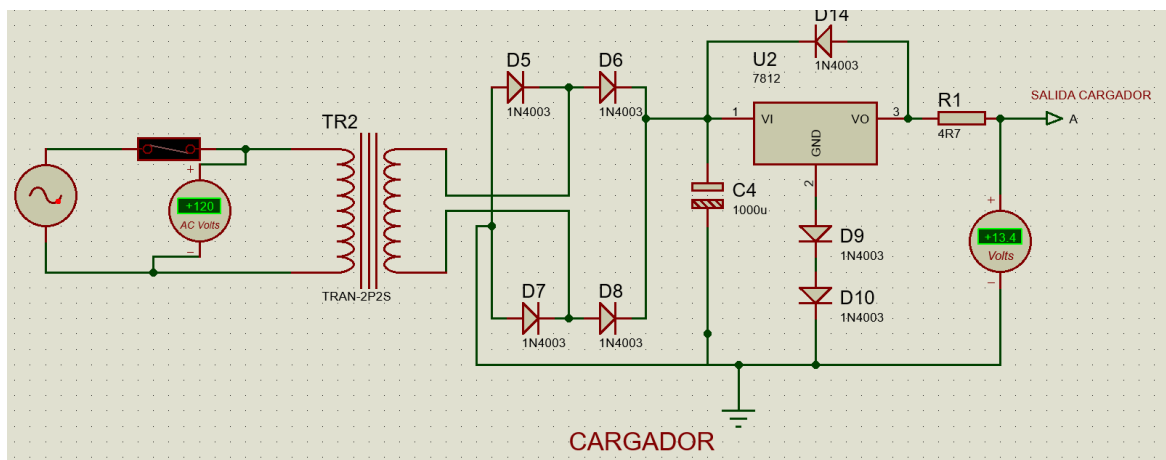 D14
1N4003
U2
7812
D5
1N4003
D6
1N4003
TR2
TRAN-2P2S
+
+120
AC Volts
−
1
VI
VO
3
GND
2
R1
4R7
SALIDA CARGADOR
A
C4
1000u
D9
1N4003
D10
1N4003
+
+13.4
Volts
−
D7
1N4003
D8
1N4003
CARGADOR